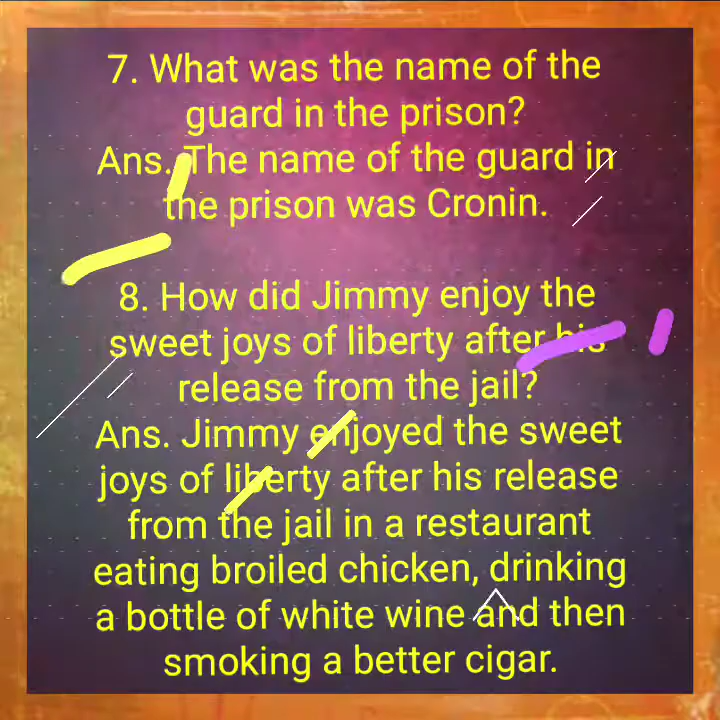 7. What was the name of the
guard in the prison?
Ans. The name of the guard in
the prison was Cronin.
8. How did Jimmy enjoy the
sweet joys of liberty after his
release from the jail?
Ans. Jimmy enjoyed the sweet
joys of liberty after his release
from the jail in a restaurant
eating broiled chicken, drinking
a bottle of white wine and then
smoking a better cigar.